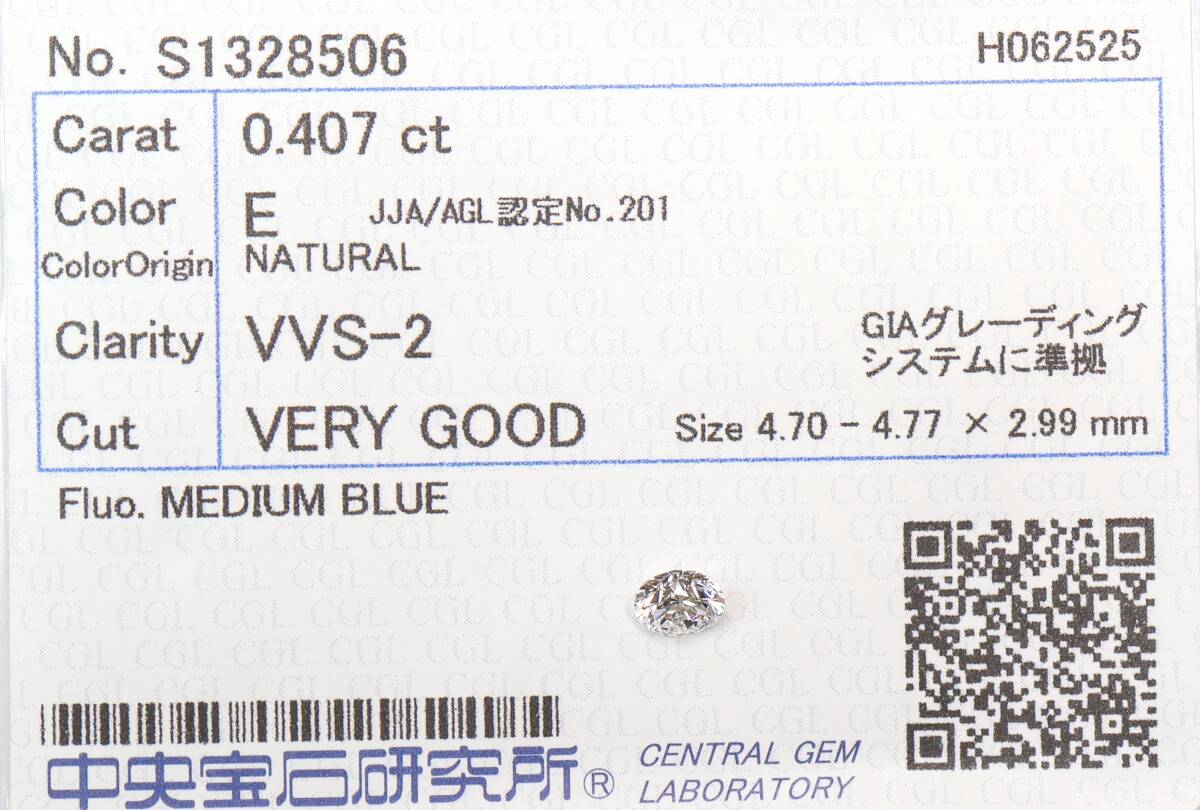 No. S1328506
H062525
Carat 0.407 ct
Color E JJA/AGL認定No.201
ColorOrigin NATURAL
Clarity VVS-2
GIAグレーディング
システムに準拠
Cut VERY GOOD Size 4.70 - 4.77 × 2.99 mm
Fluo. MEDIUM BLUE
中央宝石研究所®
CENTRAL GEM
LABORATORY